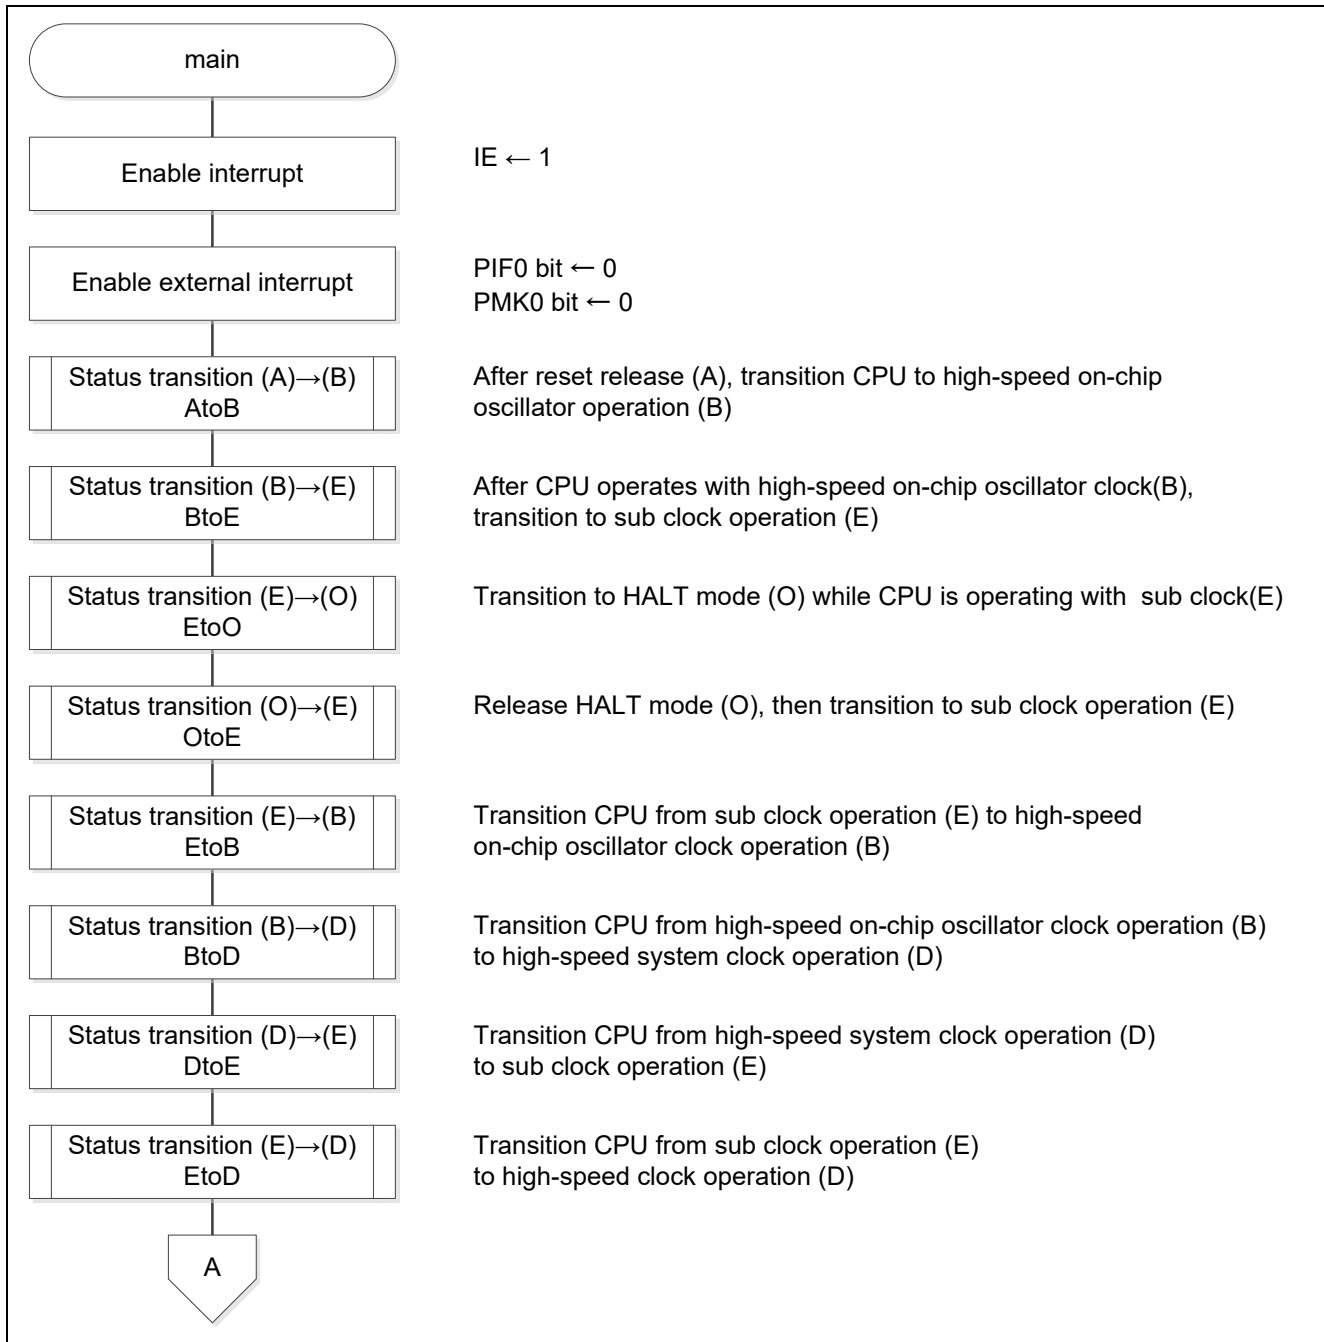 main
Enable interrupt
IE ← 1
Enable external interrupt
PIF0 bit ← 0
PMK0 bit ← 0
Status transition (A)→(B)
AtoB
After reset release (A), transition CPU to high-speed on-chip
oscillator operation (B)
Status transition (B)→(E)
BtoE
After CPU operates with high-speed on-chip oscillator clock(B),
transition to sub clock operation (E)
Status transition (E)→(O)
EtoO
Transition to HALT mode (O) while CPU is operating with  sub clock(E)
Status transition (O)→(E)
OtoE
Release HALT mode (O), then transition to sub clock operation (E)
Status transition (E)→(B)
EtoB
Transition CPU from sub clock operation (E) to high-speed
on-chip oscillator clock operation (B)
Status transition (B)→(D)
BtoD
Transition CPU from high-speed on-chip oscillator clock operation (B)
to high-speed system clock operation (D)
Status transition (D)→(E)
DtoE
Transition CPU from high-speed system clock operation (D)
to sub clock operation (E)
Status transition (E)→(D)
EtoD
Transition CPU from sub clock operation (E)
to high-speed clock operation (D)
A